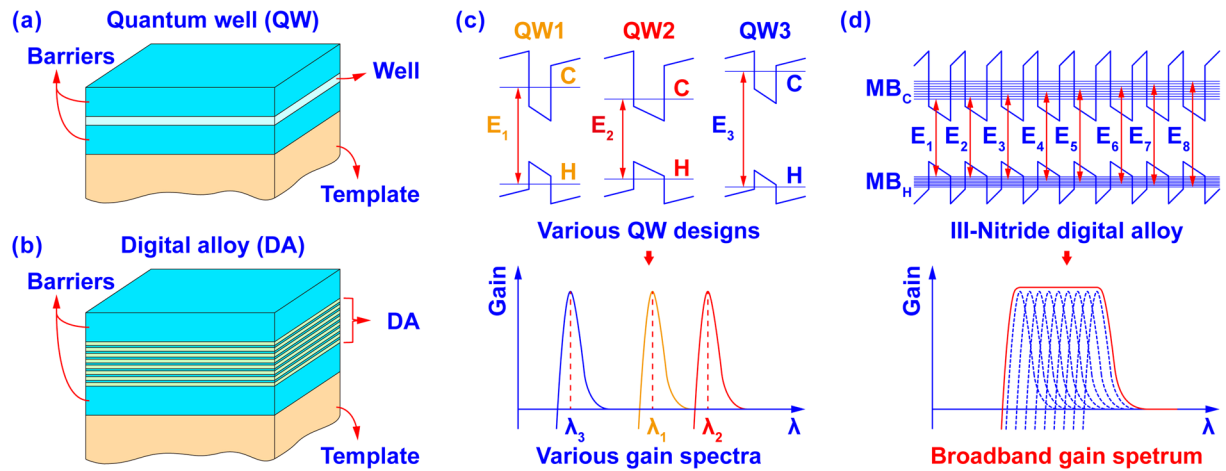 (a)
Quantum well (QW)
Barriers
Well
Template
(b)
Digital alloy (DA)
Barriers
DA
Template
(c)
QW1 QW2 QW3
C C C
E₁ E₂ E₃
H H H
Various QW designs
Gain
λ₃ λ₁ λ₂ λ
Various gain spectra
(d)
MB_C
E₁ E₂ E₃ E₄ E₅ E₆ E₇ E₈
MB_H
III-Nitride digital alloy
Gain
λ
Broadband gain spetrum